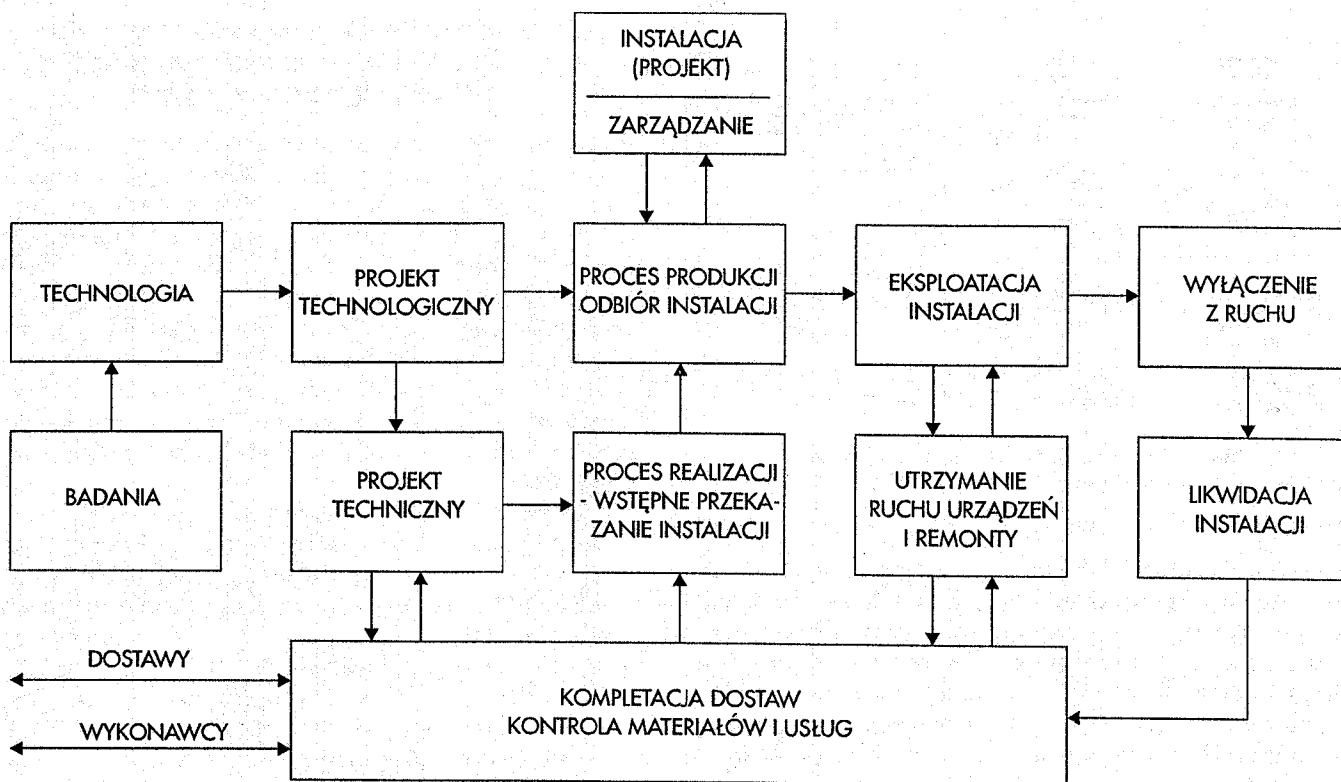 INSTALACJA
(PROJEKT)
ZARZĄDZANIE
TECHNOLOGIA
PROJEKT
TECHNOLOGICZNY
PROCES PRODUKCJI
ODBIÓR INSTALACJI
EKSPLOATACJA
INSTALACJI
WYŁĄCZENIE
Z RUCHU
BADANIA
PROJEKT
TECHNICZNY
PROCES REALIZACJI
- WSTĘPNE PRZEKA-
ZANIE INSTALACJI
UTRZYMANIE
RUCHU URZĄDZEŃ
I REMONTY
LIKWIDACJA
INSTALACJI
DOSTAWY
WYKONAWCY
KOMPLETACJA DOSTAW
KONTROLA MATERIAŁÓW I USŁUG